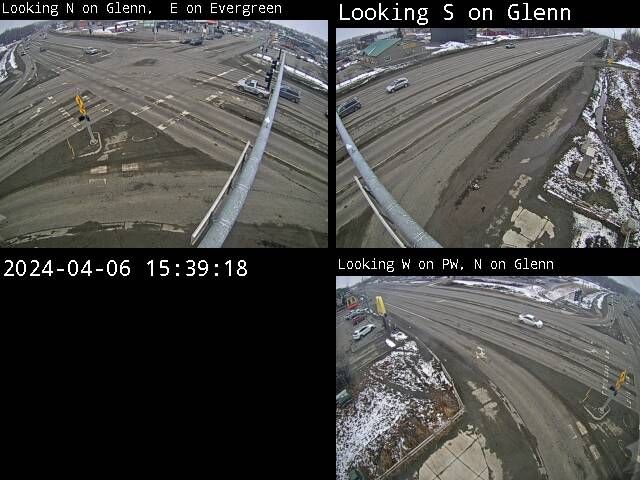 Looking N on Glenn,  E on Evergreen
Looking S on Glenn
2024-04-06 15:39:18
Looking W on PW, N on Glenn